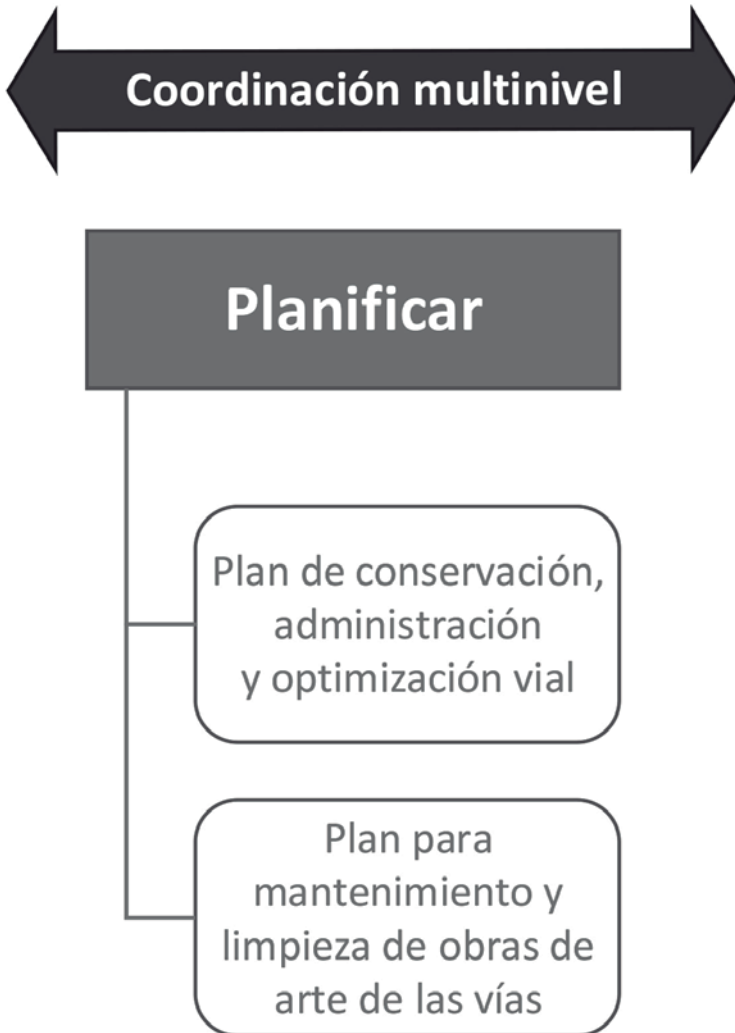 Coordinación multinivel
Planificar
Plan de conservación,
administración
y optimización vial
Plan para
mantenimiento y
limpieza de obras de
arte de las vías